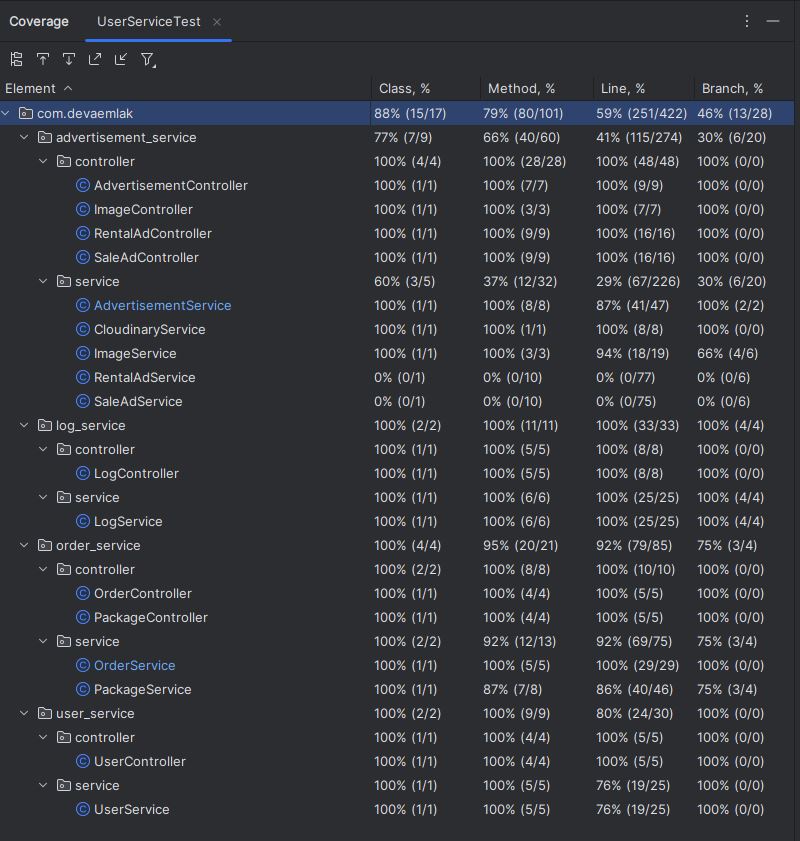 Coverage UserServiceTest
Element Class, % Method, % Line, % Branch, %
com.devaemlak 88% (15/17) 79% (80/101) 59% (251/422) 46% (13/28)
advertisement_service 77% (7/9) 66% (40/60) 41% (115/274) 30% (6/20)
controller 100% (4/4) 100% (28/28) 100% (48/48) 100% (0/0)
AdvertisementController 100% (1/1) 100% (7/7) 100% (9/9) 100% (0/0)
ImageController 100% (1/1) 100% (3/3) 100% (7/7) 100% (0/0)
RentalAdController 100% (1/1) 100% (9/9) 100% (16/16) 100% (0/0)
SaleAdController 100% (1/1) 100% (9/9) 100% (16/16) 100% (0/0)
service 60% (3/5) 37% (12/32) 29% (67/226) 30% (6/20)
AdvertisementService 100% (1/1) 100% (8/8) 87% (41/47) 100% (2/2)
CloudinaryService 100% (1/1) 100% (1/1) 100% (8/8) 100% (0/0)
ImageService 100% (1/1) 100% (3/3) 94% (18/19) 66% (4/6)
RentalAdService 0% (0/1) 0% (0/10) 0% (0/77) 0% (0/6)
SaleAdService 0% (0/1) 0% (0/10) 0% (0/75) 0% (0/6)
log_service 100% (2/2) 100% (11/11) 100% (33/33) 100% (4/4)
controller 100% (1/1) 100% (5/5) 100% (8/8) 100% (0/0)
LogController 100% (1/1) 100% (5/5) 100% (8/8) 100% (0/0)
service 100% (1/1) 100% (6/6) 100% (25/25) 100% (4/4)
LogService 100% (1/1) 100% (6/6) 100% (25/25) 100% (4/4)
order_service 100% (4/4) 95% (20/21) 92% (79/85) 75% (3/4)
controller 100% (2/2) 100% (8/8) 100% (10/10) 100% (0/0)
OrderController 100% (1/1) 100% (4/4) 100% (5/5) 100% (0/0)
PackageController 100% (1/1) 100% (4/4) 100% (5/5) 100% (0/0)
service 100% (2/2) 92% (12/13) 92% (69/75) 75% (3/4)
OrderService 100% (1/1) 100% (5/5) 100% (29/29) 100% (0/0)
PackageService 100% (1/1) 87% (7/8) 86% (40/46) 75% (3/4)
user_service 100% (2/2) 100% (9/9) 80% (24/30) 100% (0/0)
controller 100% (1/1) 100% (4/4) 100% (5/5) 100% (0/0)
UserController 100% (1/1) 100% (4/4) 100% (5/5) 100% (0/0)
service 100% (1/1) 100% (5/5) 76% (19/25) 100% (0/0)
UserService 100% (1/1) 100% (5/5) 76% (19/25) 100% (0/0)